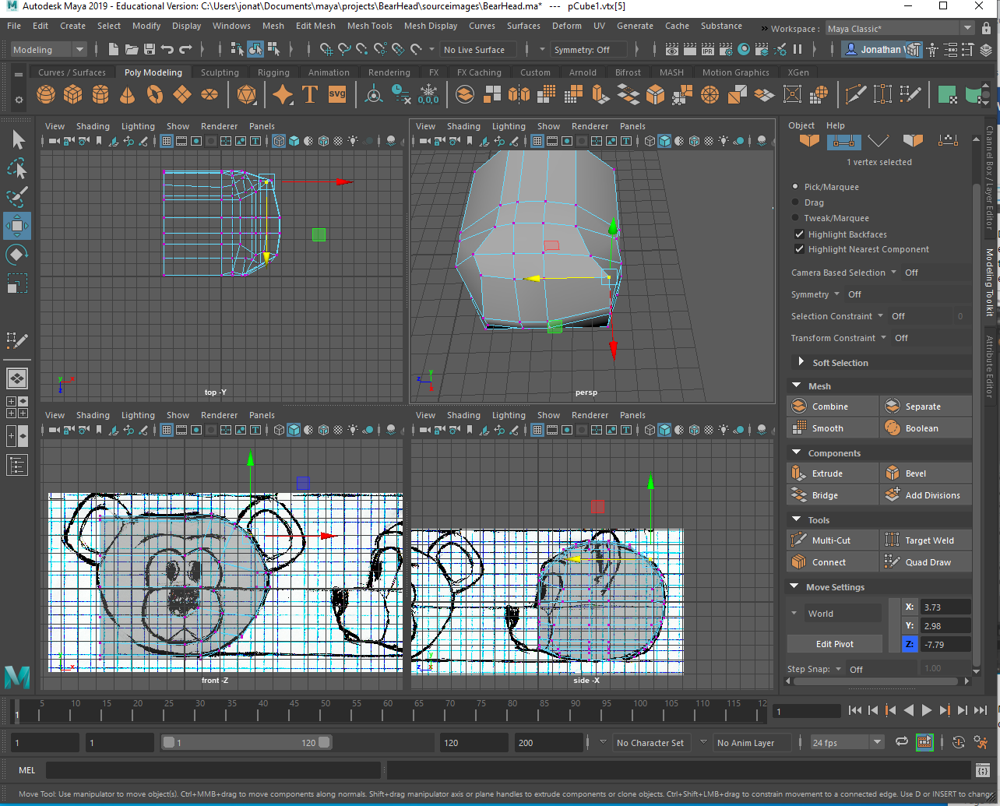 Autodesk Maya 2019 - Educational Version: C:\Users\jonat\Documents\maya\projects\BearHead\sourceimages\BearHead.ma* --- pCube1.vtx[5]
File Edit Create Select Modify Display Windows Mesh Edit Mesh Mesh Tools Mesh Display Curves Surfaces Deform UV Generate Cache Substance » Workspace : Maya Classic*
Modeling No Live Surface Symmetry: Off Jonathan
Curves / Surfaces Poly Modeling Sculpting Rigging Animation Rendering FX FX Caching Custom Arnold Bifrost MASH Motion Graphics XGen
svg 0,0,0
View Shading Lighting Show Renderer Panels
IPR
top -Y
View Shading Lighting Show Renderer Panels
persp
View Shading Lighting Show Renderer Panels
front -Z
View Shading Lighting Show Renderer Panels
side -X
Object Help
1 vertex selected
Pick/Marquee
Drag
Tweak/Marquee
Highlight Backfaces
Highlight Nearest Component
Camera Based Selection Off
Symmetry Off
Selection Constraint Off 0
Transform Constraint Off
Soft Selection
Mesh
Combine Separate
Smooth Boolean
Components
Extrude Bevel
Bridge Add Divisions
Tools
Multi-Cut Target Weld
Connect Quad Draw
Move Settings
World
X: 3.73
Y: 2.98
Z: -7.79
Edit Pivot
Step Snap: Off 1.00
Channel Box / Layer Editor
Modeling Toolkit
Attribute Editor
1 5 10 15 20 25 30 35 40 45 50 55 60 65 70 75 80 85 90 95 100 105 110 115 12 1
1 1 1 120 120 200 No Character Set No Anim Layer 24 fps
MEL
Move Tool: Use manipulator to move object(s). Ctrl+MMB+drag to move components along normals. Shift+drag manipulator axis or plane handles to extrude components or clone objects. Ctrl+Shift+LMB+drag to constrain movement to a connected edge. Use D or INSERT to change